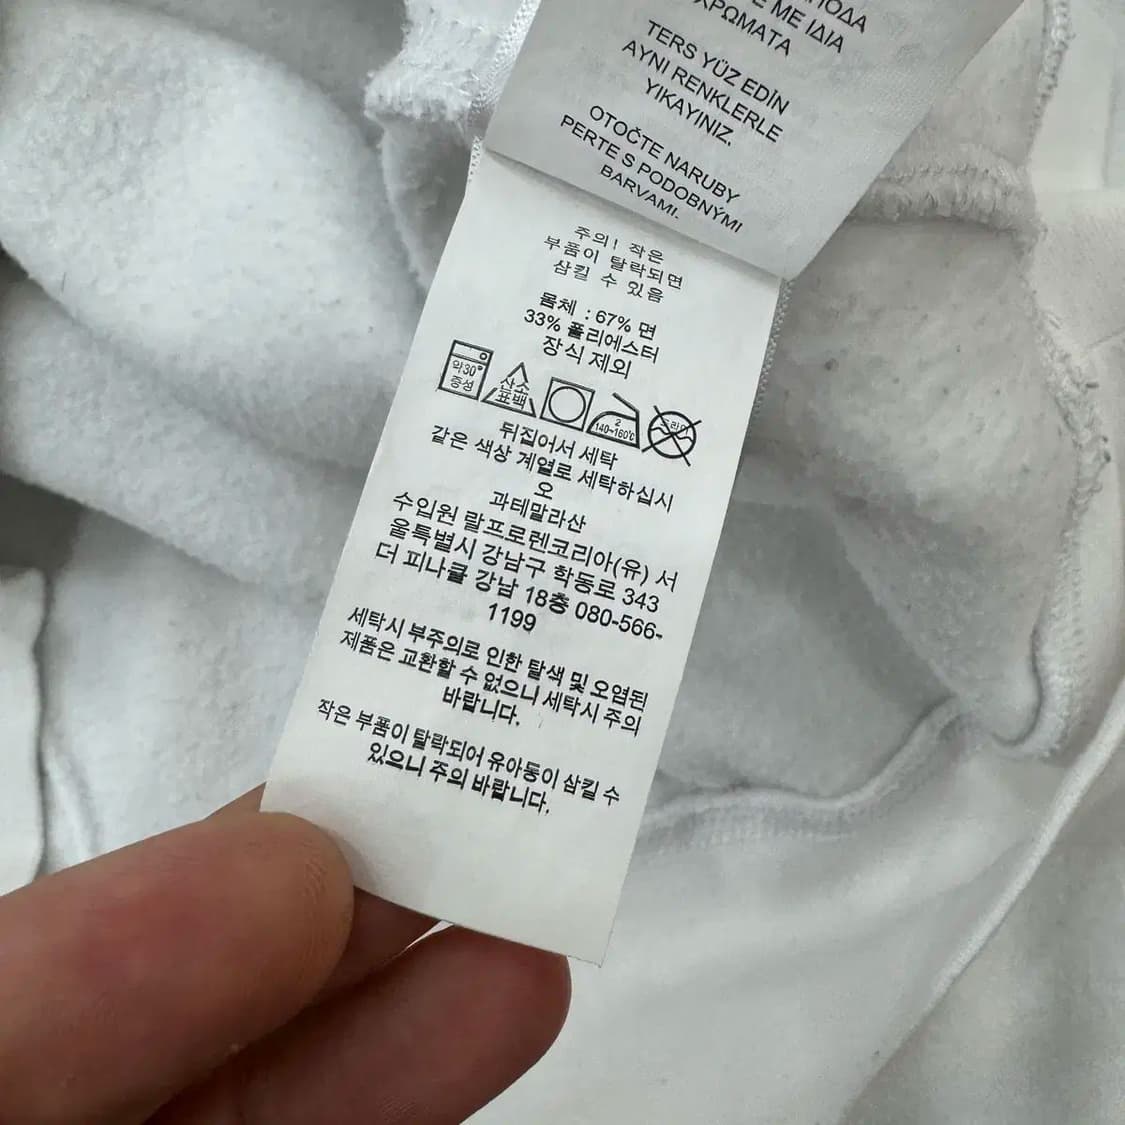 ΠΟΔΑ
ΜΕ ΙΔΙΑ
ΧΡΩΜΑΤΑ
TERS YÜZ EDİN
AYNI RENKLERLE
YIKAYINIZ.
OTOČTE NARUBY
PERTE S PODOBNÝMI
BARVAMI.
주의! 작은
부품이 탈락되면
삼킬 수 있음
몸체 : 67% 면
33% 폴리에스터
장식 제외
약30°
중성
산소
표백
2
140~160℃
드라이
뒤집어서 세탁
같은 색상 계열로 세탁하십시
오
과테말라산
수입원 랄프로렌코리아(유) 서
울특별시 강남구 학동로 343
더 피나클 강남 18층 080-566-
1199
세탁시 부주의로 인한 탈색 및 오염된
제품은 교환할 수 없으니 세탁시 주의
바랍니다.
작은 부품이 탈락되어 유아동이 삼킬 수
있으니 주의 바랍니다.